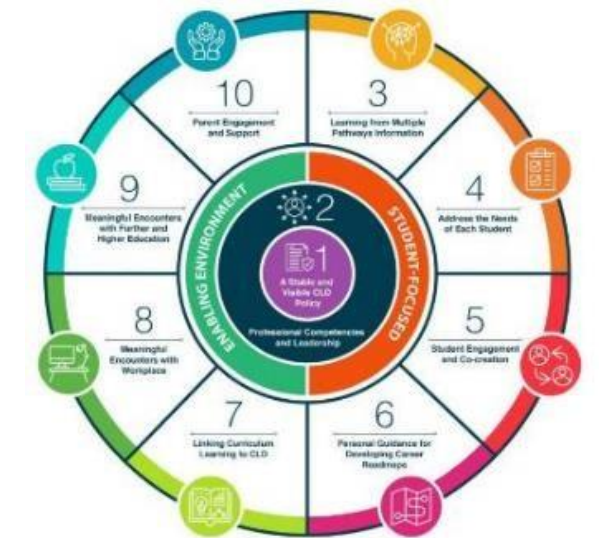 10
Parent Engagement
and Support
3
Learning from Multiple
Pathways Information
9
Meaningful Encounters
with Further and
Higher Education
4
Address the Needs
of Each Student
ENABLING ENVIRONMENT
STUDENT-FOCUSED
2
1
A Stable and
Visible CLD
Policy
Professional Competencies
and Leadership
8
Meaningful
Encounters with
Workplace
5
Student Engagement
and Co-creation
7
Linking Curriculum
Learning to CLD
6
Personal Guidance for
Developing Career
Roadmaps